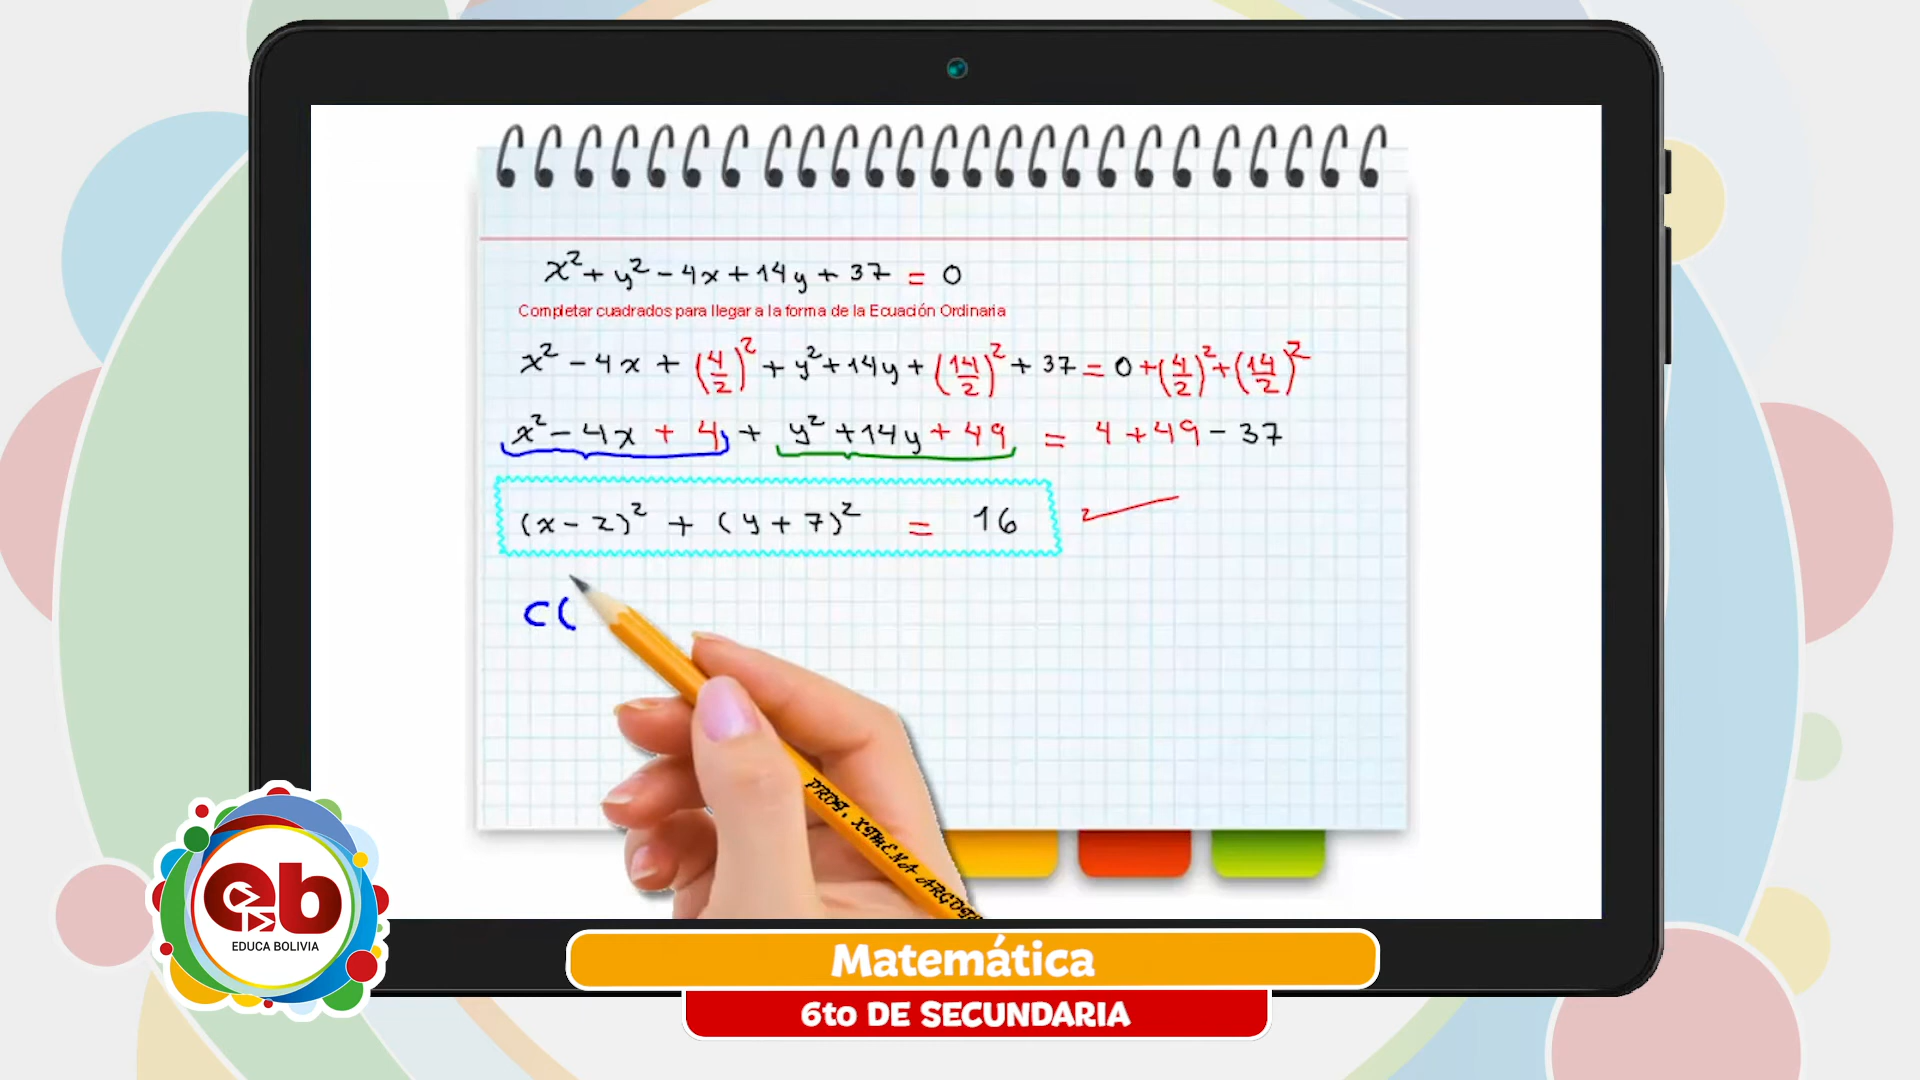 x² + y² - 4x + 14y + 37 = 0
Completar cuadrados para llegar a la forma de la Ecuación Ordinaria
x² - 4x + (4/2)² + y² + 14y + (14/2)² + 37 = 0 + (4/2)² + (14/2)²
x² - 4x + 4 + y² + 14y + 49 = 4 + 49 - 37
(x - 2)² + (y + 7)² = 16
C(
PROF. XIMENA
eb
EDUCA BOLIVIA
Matemática
6to DE SECUNDARIA